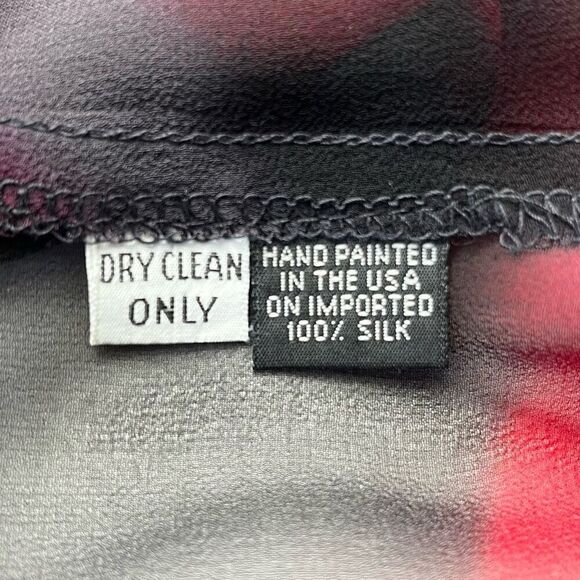 DRY CLEAN
ONLY
HAND PAINTED
IN THE USA
ON IMPORTED
100% SILK